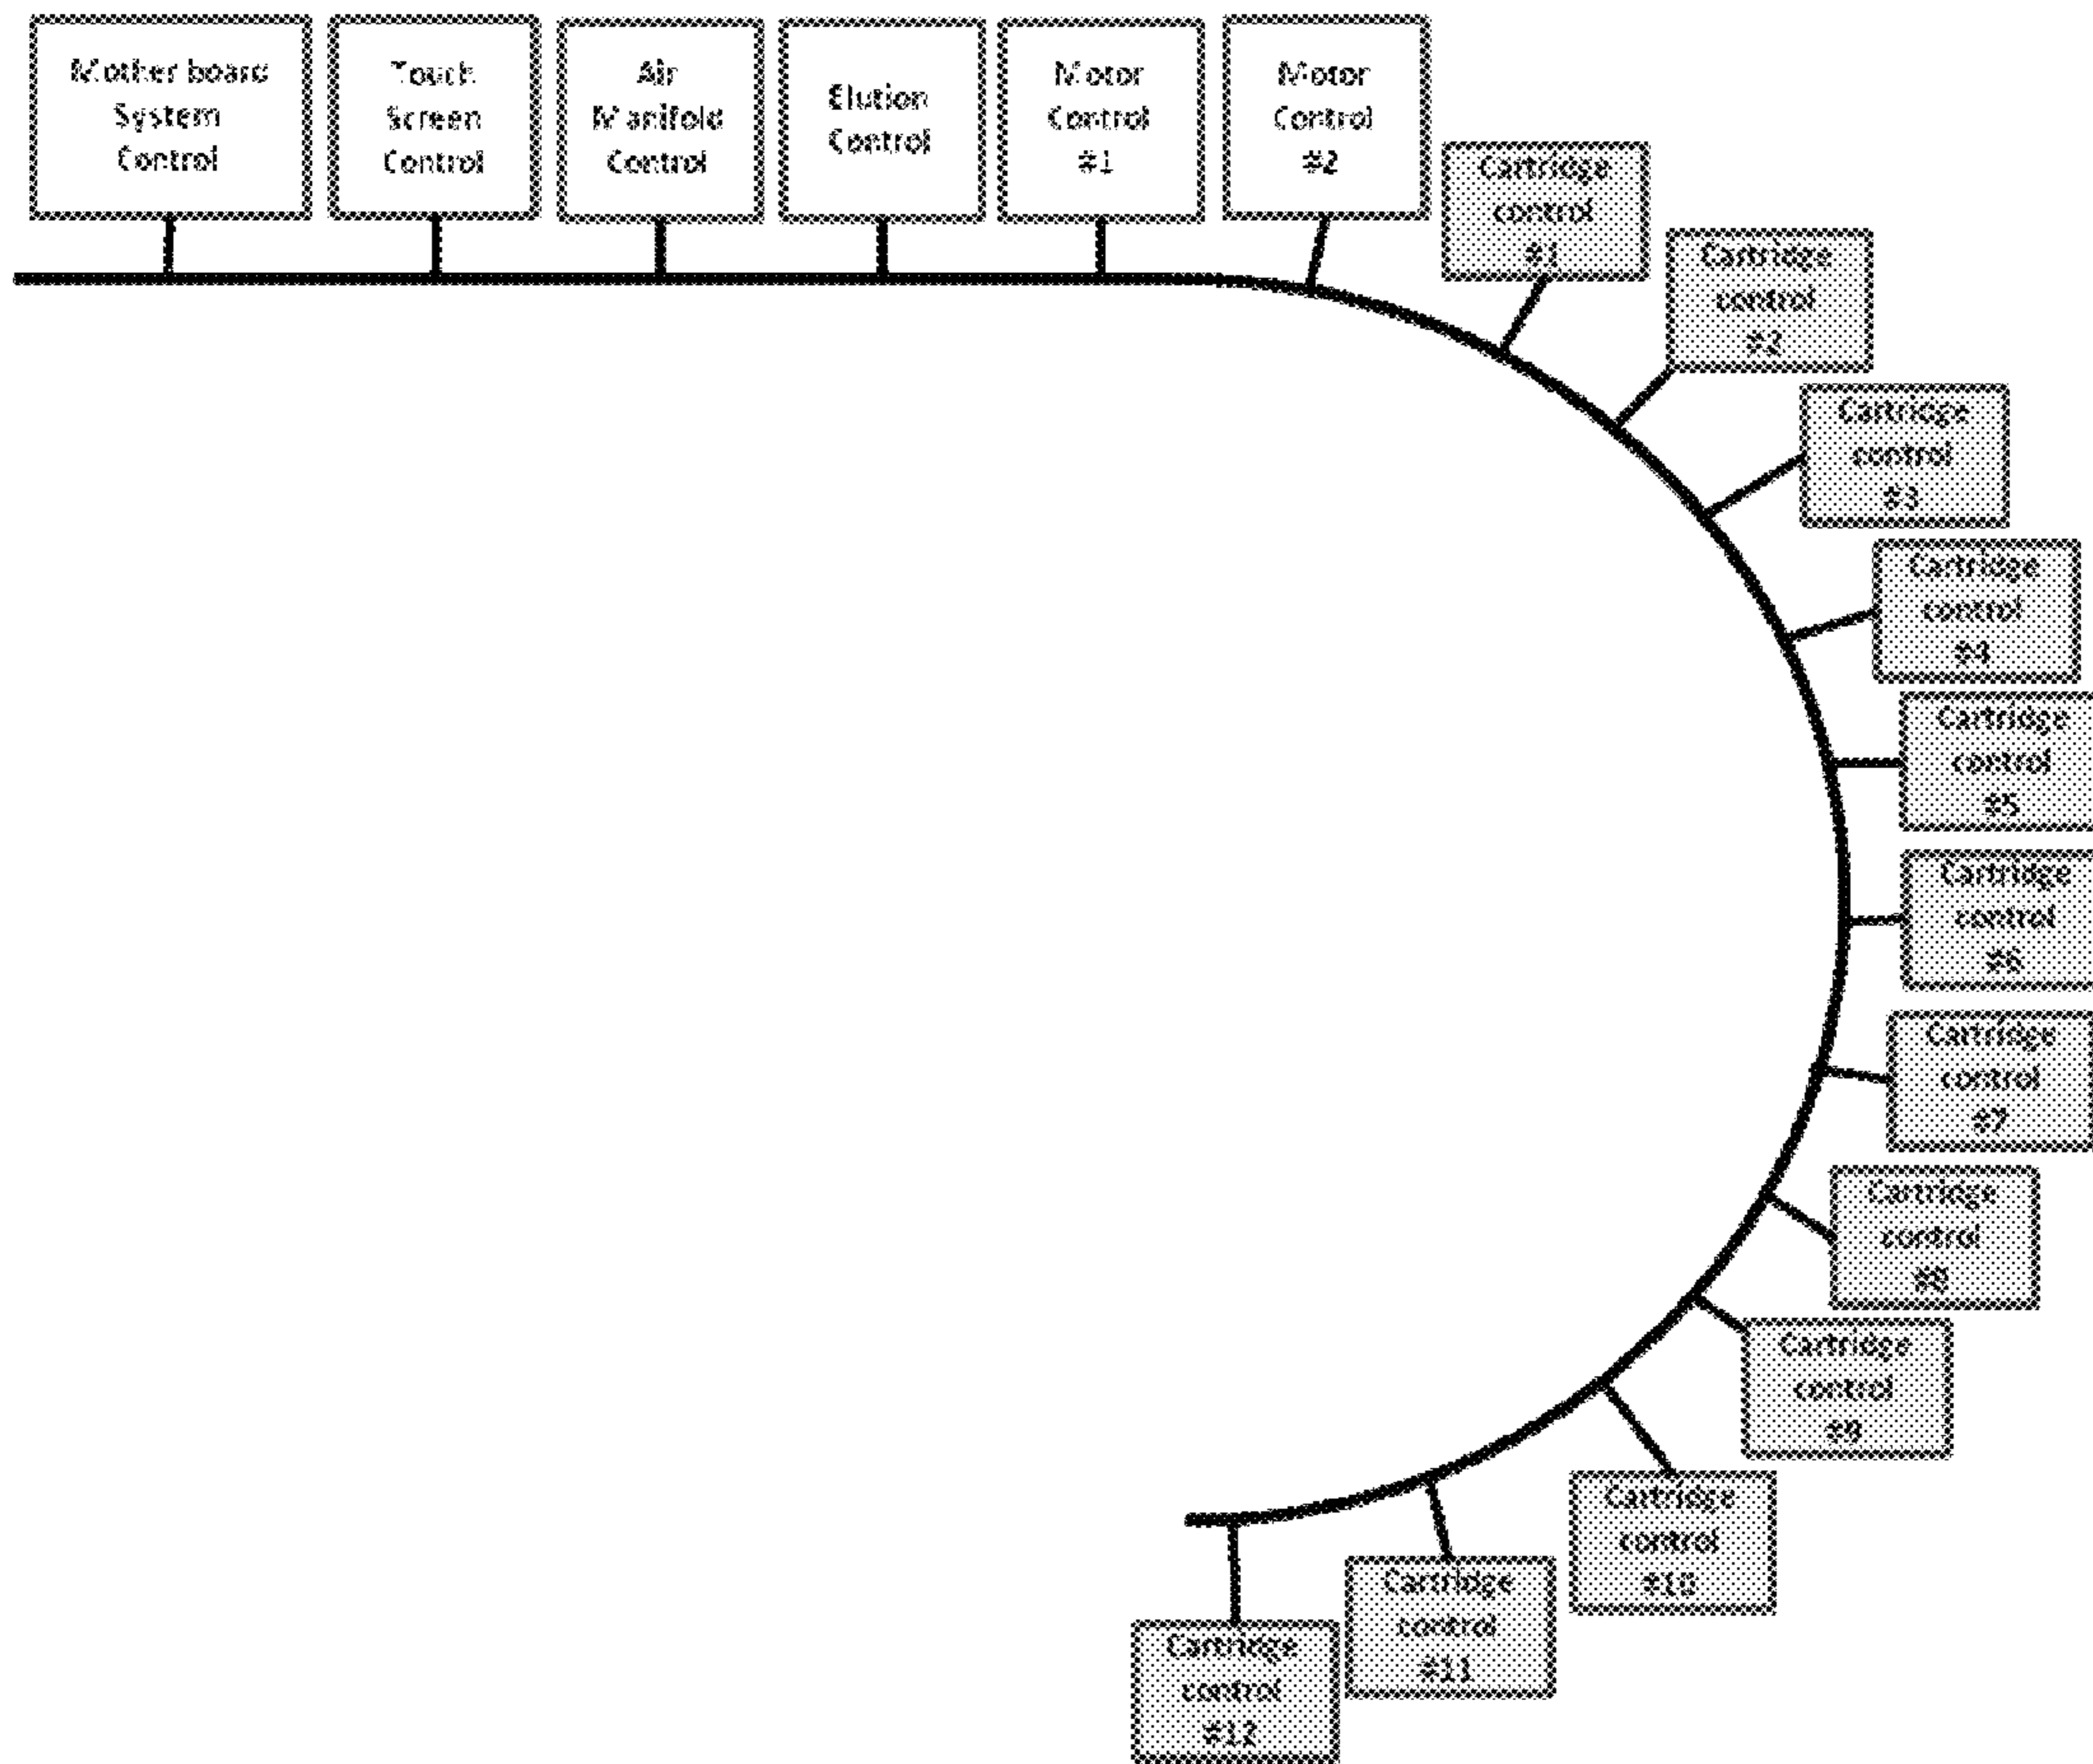 Mother board
System
Control
Touch
Screen
Control
Air
Manifold
Control
Elution
Control
Motor
Control
#1
Motor
Control
#2
Cartridge
control
#1
Cartridge
control
#2
Cartridge
control
#3
Cartridge
control
#4
Cartridge
control
#5
Cartridge
control
#6
Cartridge
control
#7
Cartridge
control
#8
Cartridge
control
#9
Cartridge
control
#10
Cartridge
control
#11
Cartridge
control
#12